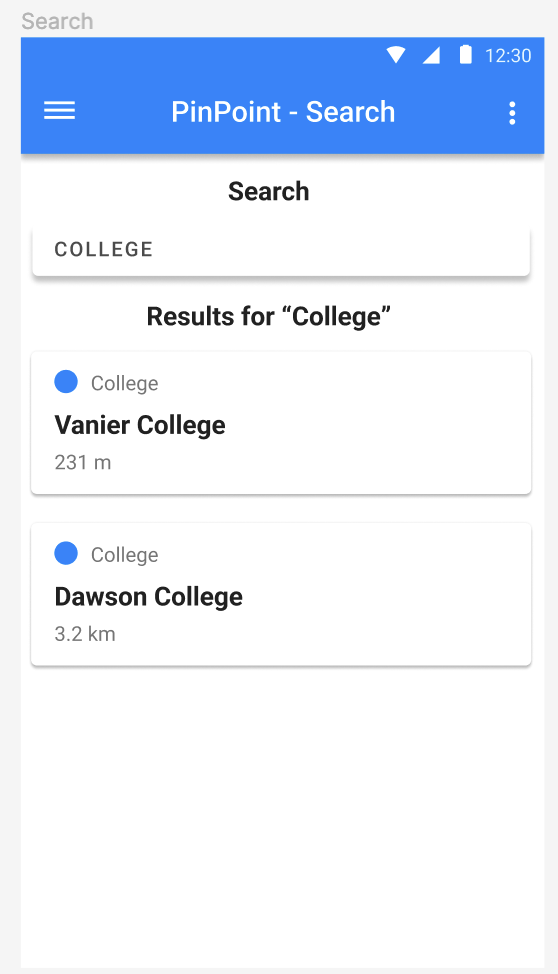 Search
12:30
PinPoint - Search
Search
COLLEGE
Results for “College”
College
Vanier College
231 m
College
Dawson College
3.2 km